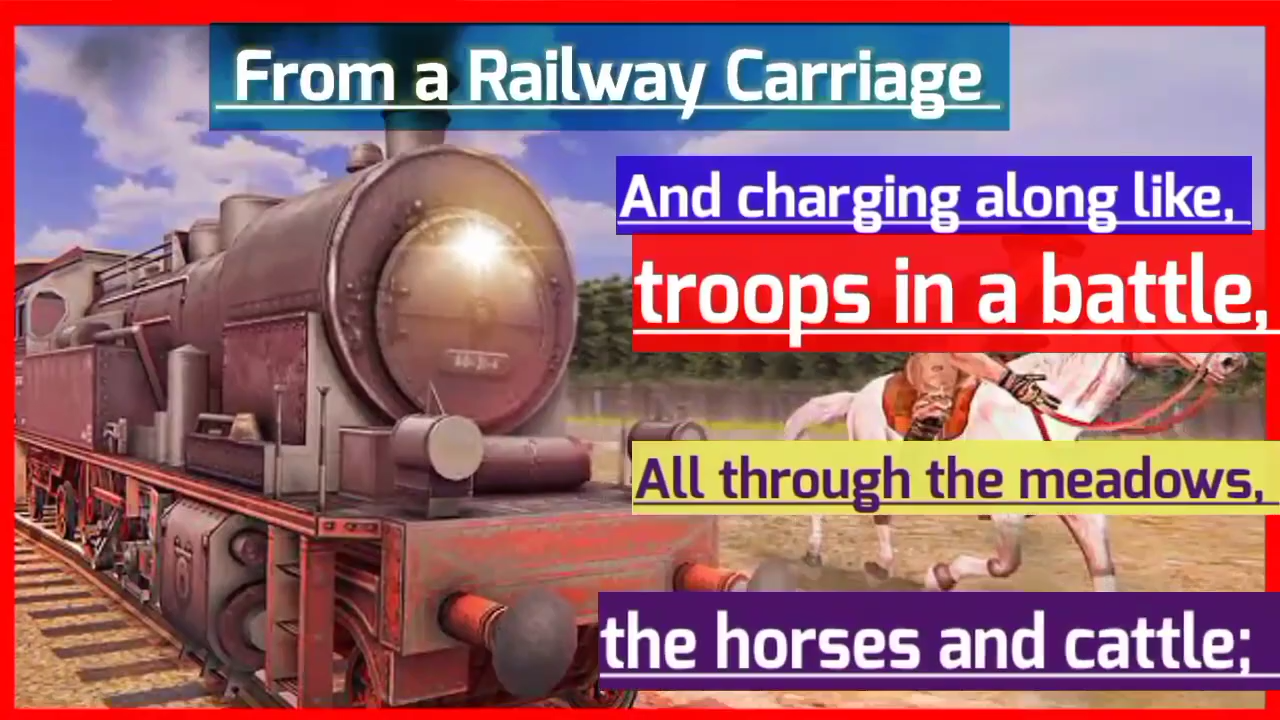 From a Railway Carriage
And charging along like,
troops in a battle,
All through the meadows,
the horses and cattle;